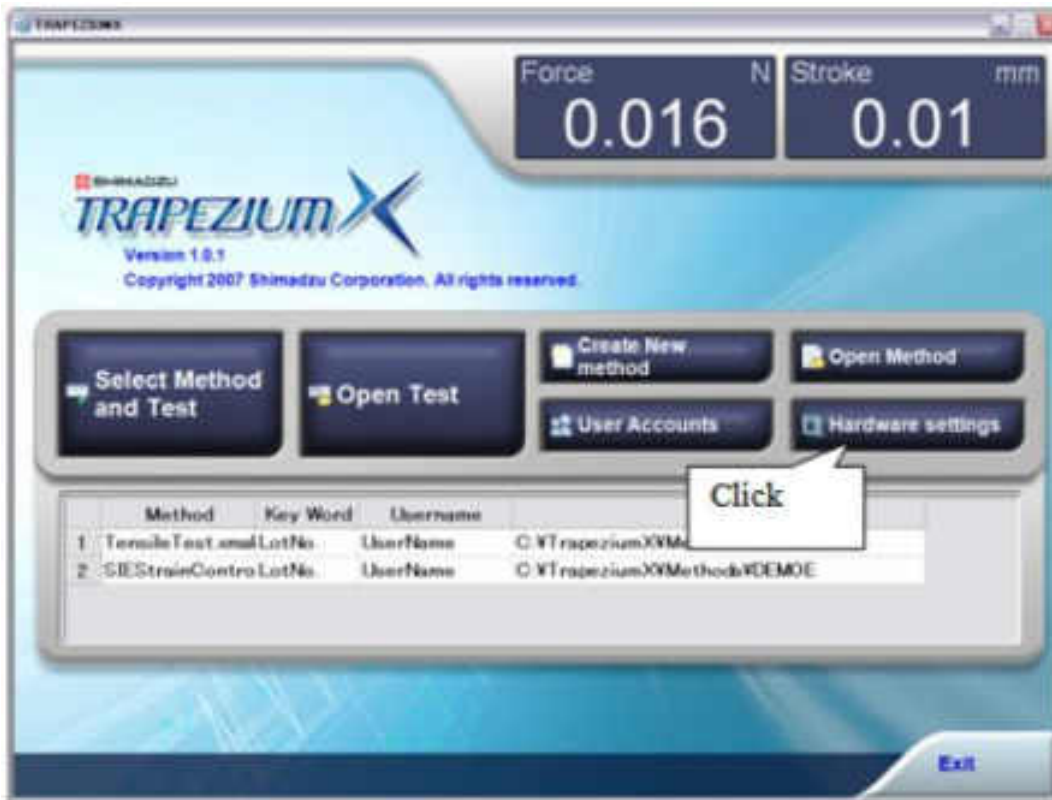 TRAPEZIUMX
Force N Stroke mm
0.016 0.01
SHIMADZU
TRAPEZIUM X
Version 1.0.1
Copyright 2007 Shimadzu Corporation. All rights reserved.
Select Method
and Test
Open Test
Create New
method
Open Method
User Accounts
Hardware settings
Click
Method Key Word Username
1 LotNo UserName C:¥TrapeziumX¥Me
2 SIEStrainContro LotNo UserName C:¥TrapeziumX¥Methods¥DEMOE
Exit